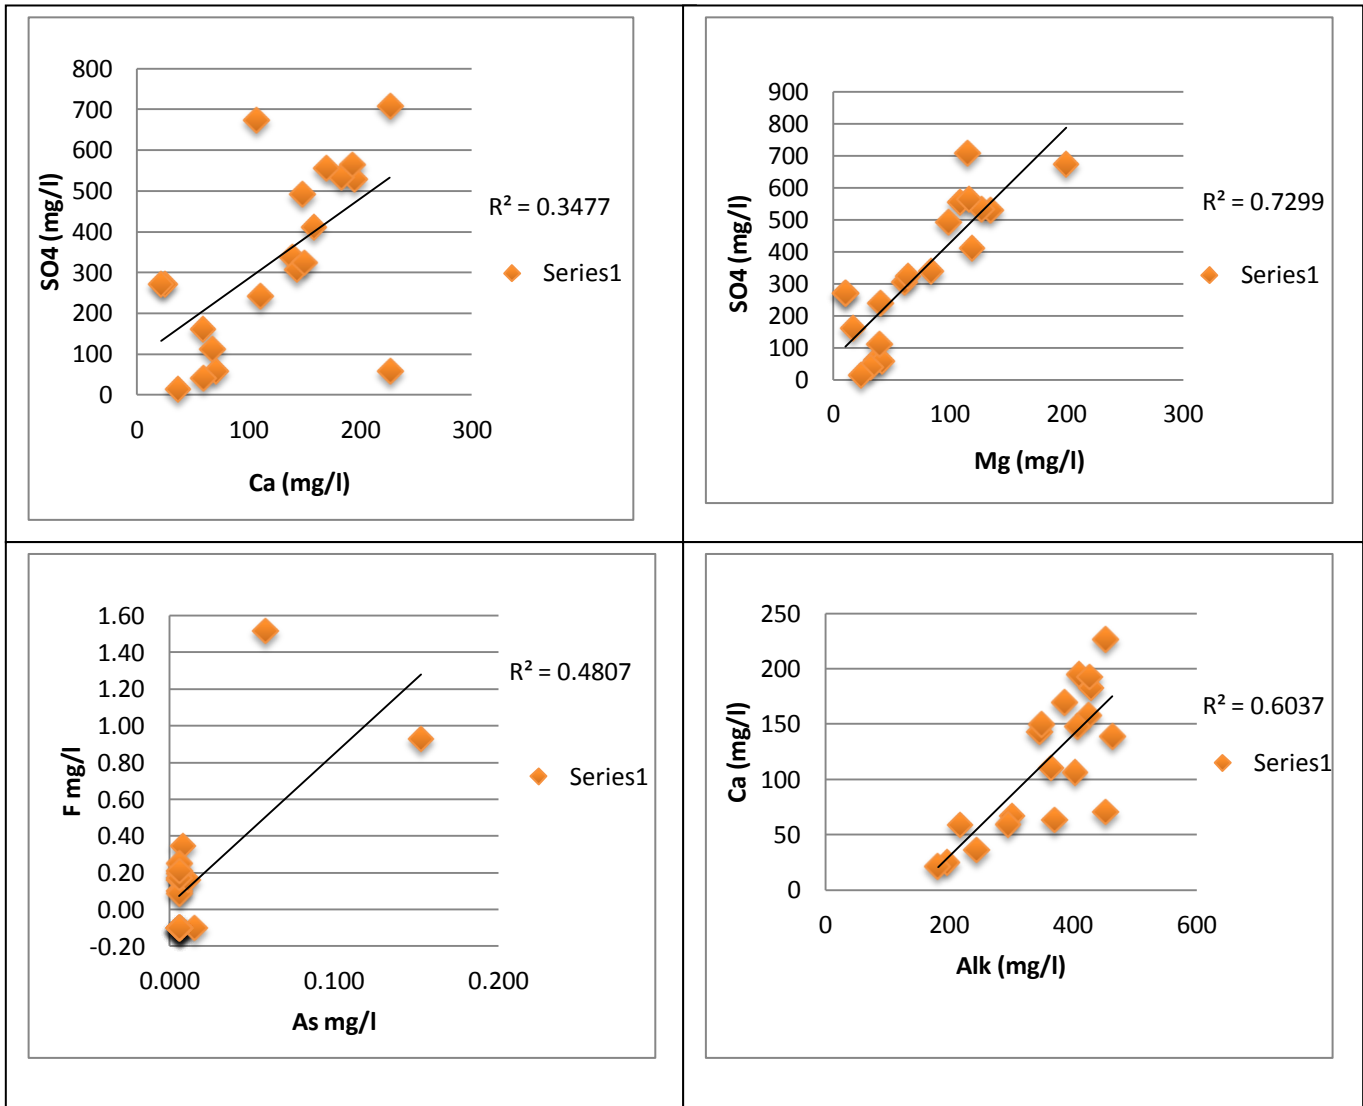 800
700
600
500
400
300
200
100
0
SO4 (mg/l)
0 100 200 300
Ca (mg/l)
R² = 0.3477
Series1
900
800
700
600
500
400
300
200
100
0
SO4 (mg/l)
0 100 200 300
Mg (mg/l)
R² = 0.7299
Series1
1.60
1.40
1.20
1.00
0.80
0.60
0.40
0.20
0.00
-0.20
F mg/l
0.000 0.100 0.200
As mg/l
R² = 0.4807
Series1
250
200
150
100
50
0
Ca (mg/l)
0 200 400 600
Alk (mg/l)
R² = 0.6037
Series1